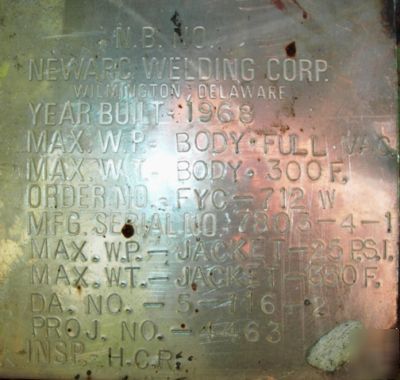 N.B. NO.
NEWARC WELDING CORP.
WILMINGTON, DELAWARE
YEAR BUILT - 1968
MAX. W.P. - BODY - FULL VAC
MAX. W.T. - BODY - 300 F.
ORDER NO. - FYC - 712 W
MFG. SERIAL NO. 7803-4-1
MAX. W.P. - JACKET - 25 P.S.I.
MAX. W.T. - JACKET - 350 F.
DA. NO. - 5-116-2
PROJ. NO. - 4463
INSP. H.C.R.